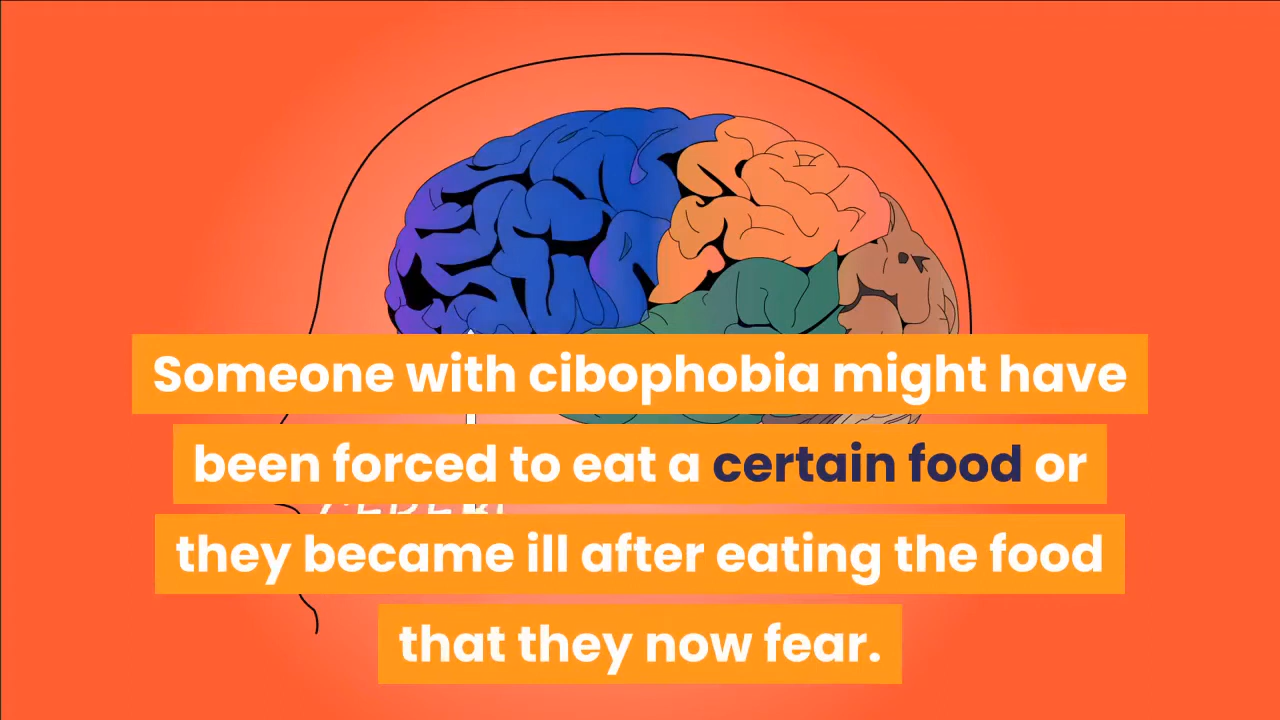 Someone with cibophobia might have
been forced to eat a certain food or
they became ill after eating the food
that they now fear.